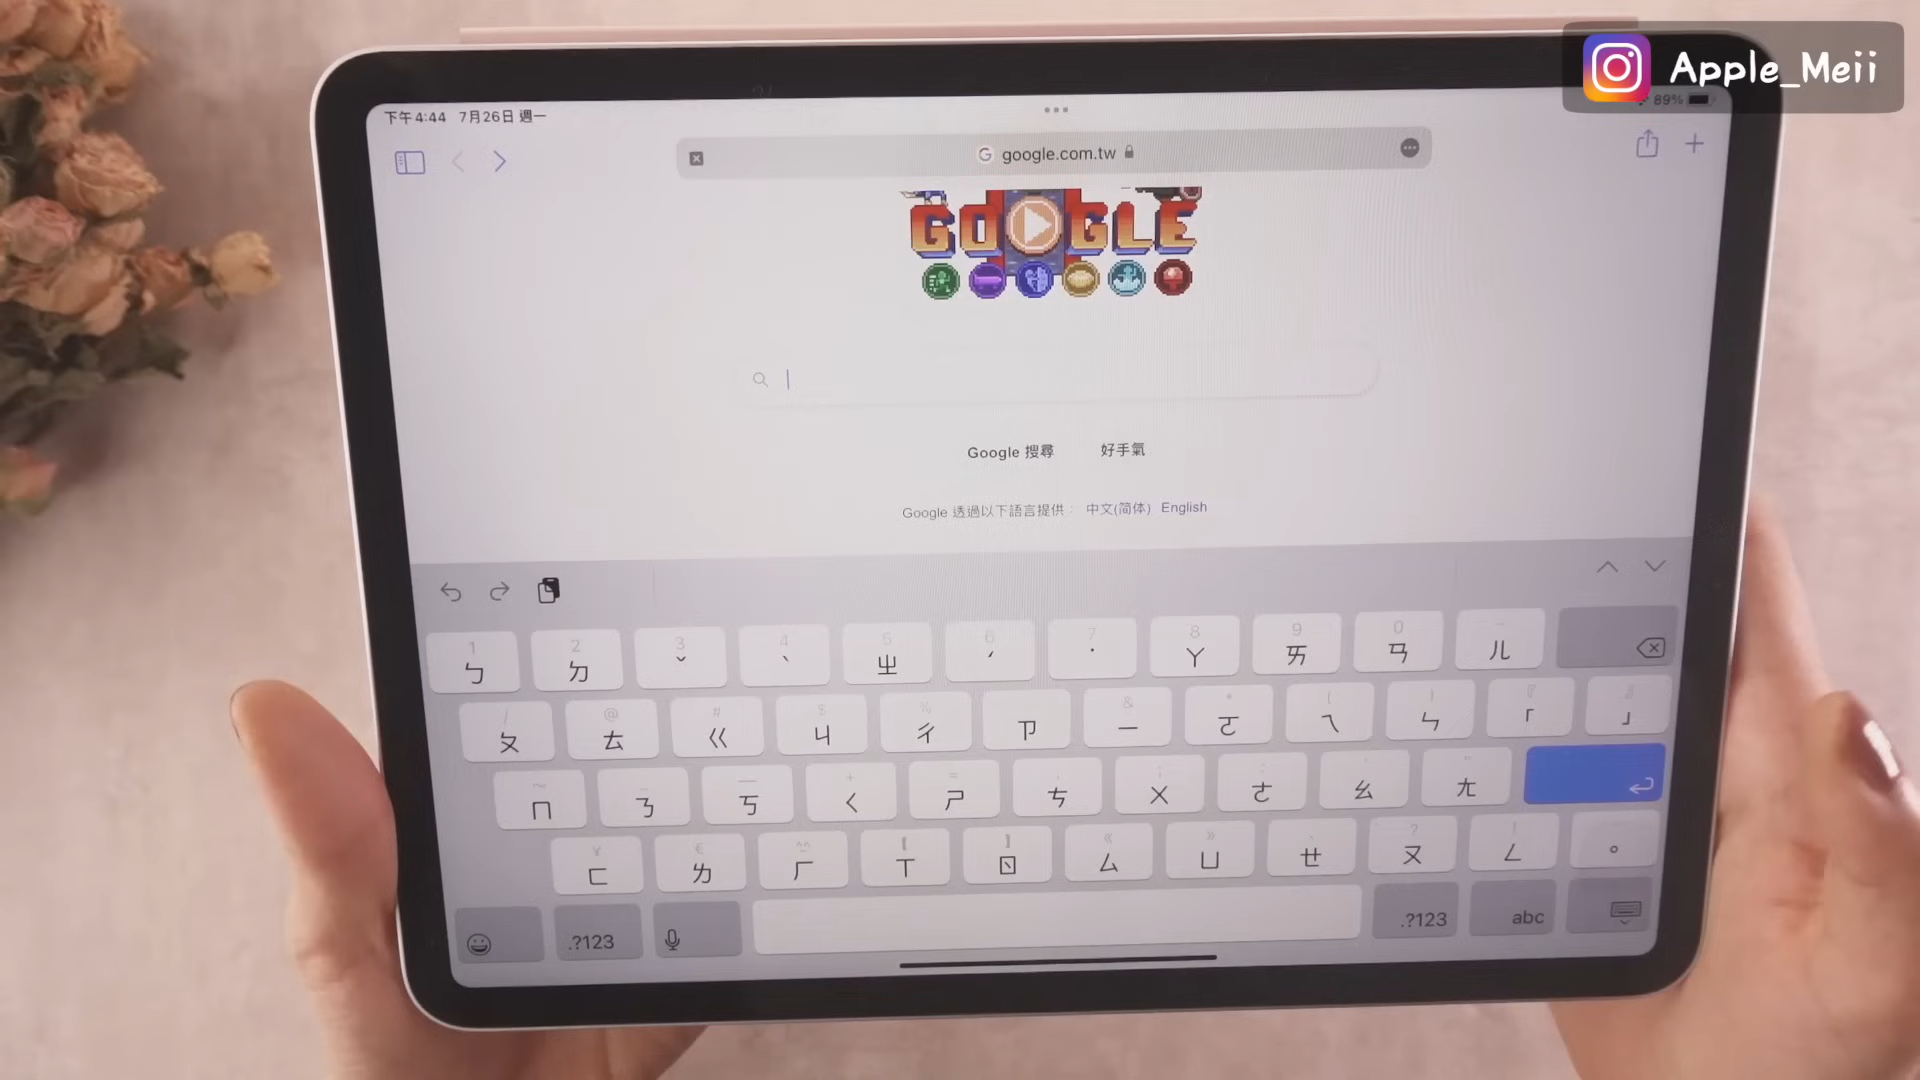 Apple_Meii
下午4:44 7月26日 週一
89%
google.com.tw
GOOGLE
Google 搜尋 好手氣
Google 透過以下語言提供： 中文(简体) English
1 2 3 4 5 6 7 8 9 0
ㄅ ㄉ ˇ ˋ ㄓ ˊ ˙ ㄚ ㄞ ㄢ ㄦ
/ @ # $ % & * ( ) 『 』
ㄆ ㄊ ㄍ ㄐ ㄔ ㄗ ㄧ ㄛ ㄟ ㄣ 「 」
ㄇ ㄋ ㄎ ㄑ ㄕ ㄘ ㄨ ㄜ ㄠ ㄤ
¥ € ^^ 【 】 《 》 、 ? !
ㄈ ㄌ ㄏ ㄒ ㄖ ㄙ ㄩ ㄝ ㄡ ㄥ 。
.?123 .?123 abc